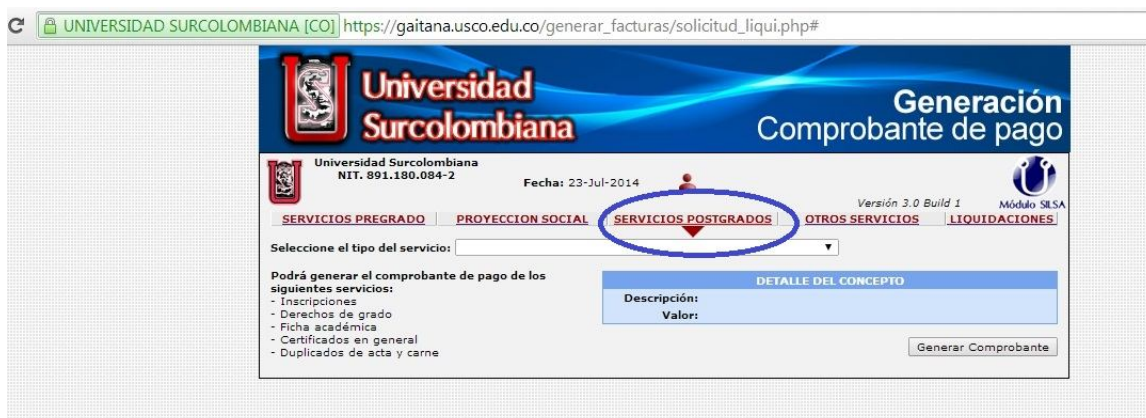 UNIVERSIDAD SURCOLOMBIANA [CO] https://gaitana.usco.edu.co/generar_facturas/solicitud_liqui.php#
Universidad
Surcolombiana
Generación
Comprobante de pago
Universidad Surcolombiana
NIT. 891.180.084-2
Fecha: 23-Jul-2014
Versión 3.0 Build 1
Módulo SILSA
SERVICIOS PREGRADO PROYECCION SOCIAL SERVICIOS POSTGRADOS OTROS SERVICIOS LIQUIDACIONES
Seleccione el tipo del servicio:
Podrá generar el comprobante de pago de los
siguientes servicios:
- Inscripciones
- Derechos de grado
- Ficha académica
- Certificados en general
- Duplicados de acta y carne
DETALLE DEL CONCEPTO
Descripción:
Valor:
Generar Comprobante